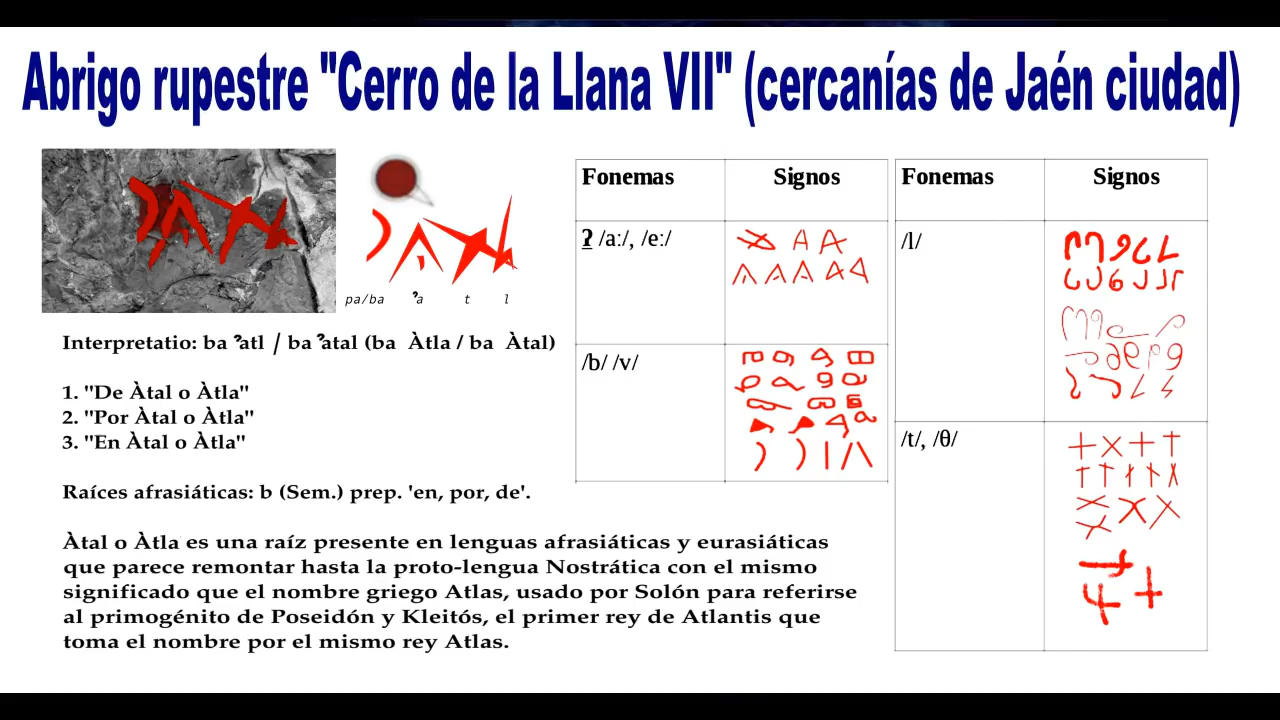 Abrigo rupestre "Cerro de la Llana VII" (cercanías de Jaén ciudad)
pa/ba ʾa t l
Interpretatio: ba ʾatl / ba ʾatal (ba Àtla / ba Àtal)
1. "De Àtal o Àtla"
2. "Por Àtal o Àtla"
3. "En Àtal o Àtla"
Raíces afrasiáticas: b (Sem.) prep. 'en, por, de'.
Àtal o Àtla es una raíz presente en lenguas afrasiáticas y eurasiáticas
que parece remontar hasta la proto-lengua Nostrática con el mismo
significado que el nombre griego Atlas, usado por Solón para referirse
al primogénito de Poseidón y Kleitós, el primer rey de Atlantis que
toma el nombre por el mismo rey Atlas.
Fonemas Signos
ʔ /a:/, /e:/
/b/ /v/
Fonemas Signos
/l/
/t/, /θ/